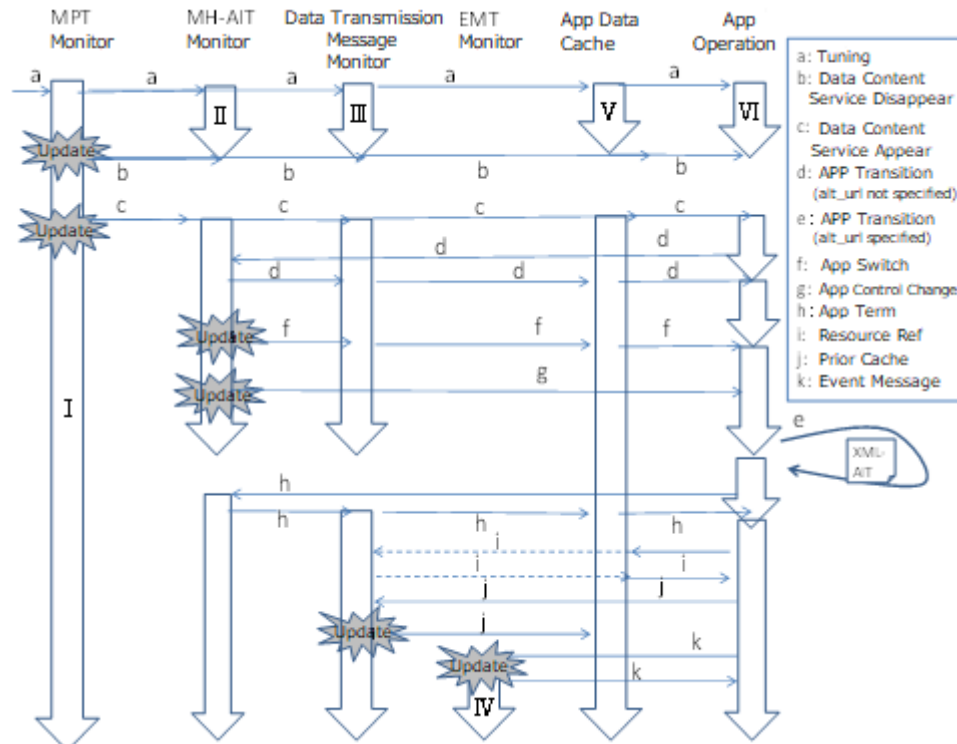 MPT
Monitor
MH-AIT
Monitor
Data Transmission
Message
Monitor
EMT
Monitor
App Data
Cache
App
Operation
a a a a a
II III V VI
Update
b b b b
c c c c
Update
d
d d d
Update
f f f
Update
g
I
e
XML-
AIT
h
h h h
i
i i
j j
Update
j
k
Update
k
IV
a: Tuning
b: Data Content
Service Disappear
c: Data Content
Service Appear
d: APP Transition
(alt_url not specified)
e: APP Transition
(alt_url specified)
f: App Switch
g: App Control Change
h: App Term
i: Resource Ref
j: Prior Cache
k: Event Message